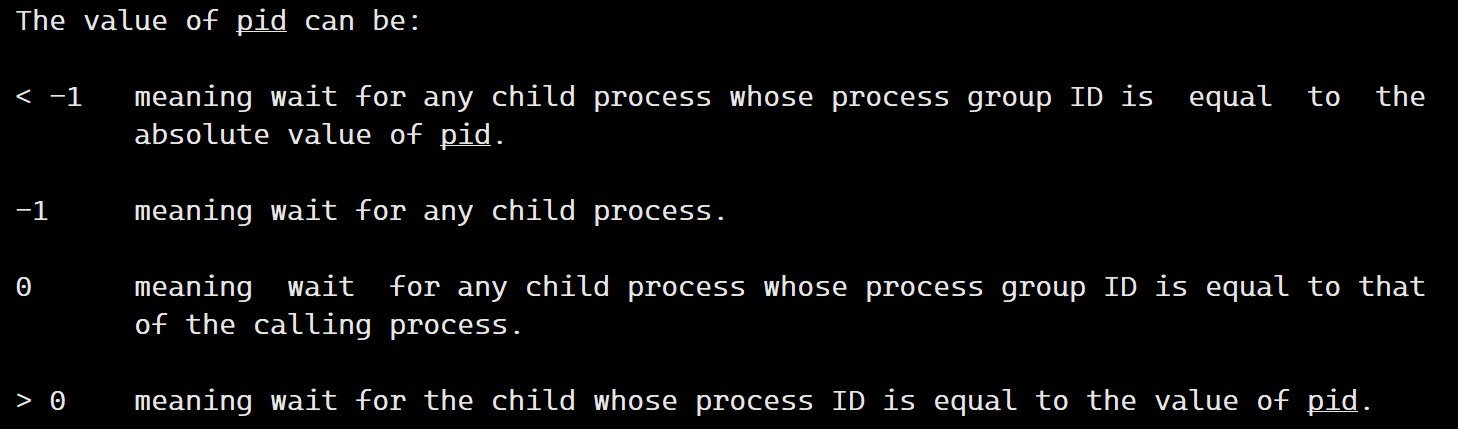 The value of pid can be:
< −1 meaning wait for any child process whose process group ID is equal to the
absolute value of pid.
−1 meaning wait for any child process.
0 meaning wait for any child process whose process group ID is equal to that
of the calling process.
> 0 meaning wait for the child whose process ID is equal to the value of pid.